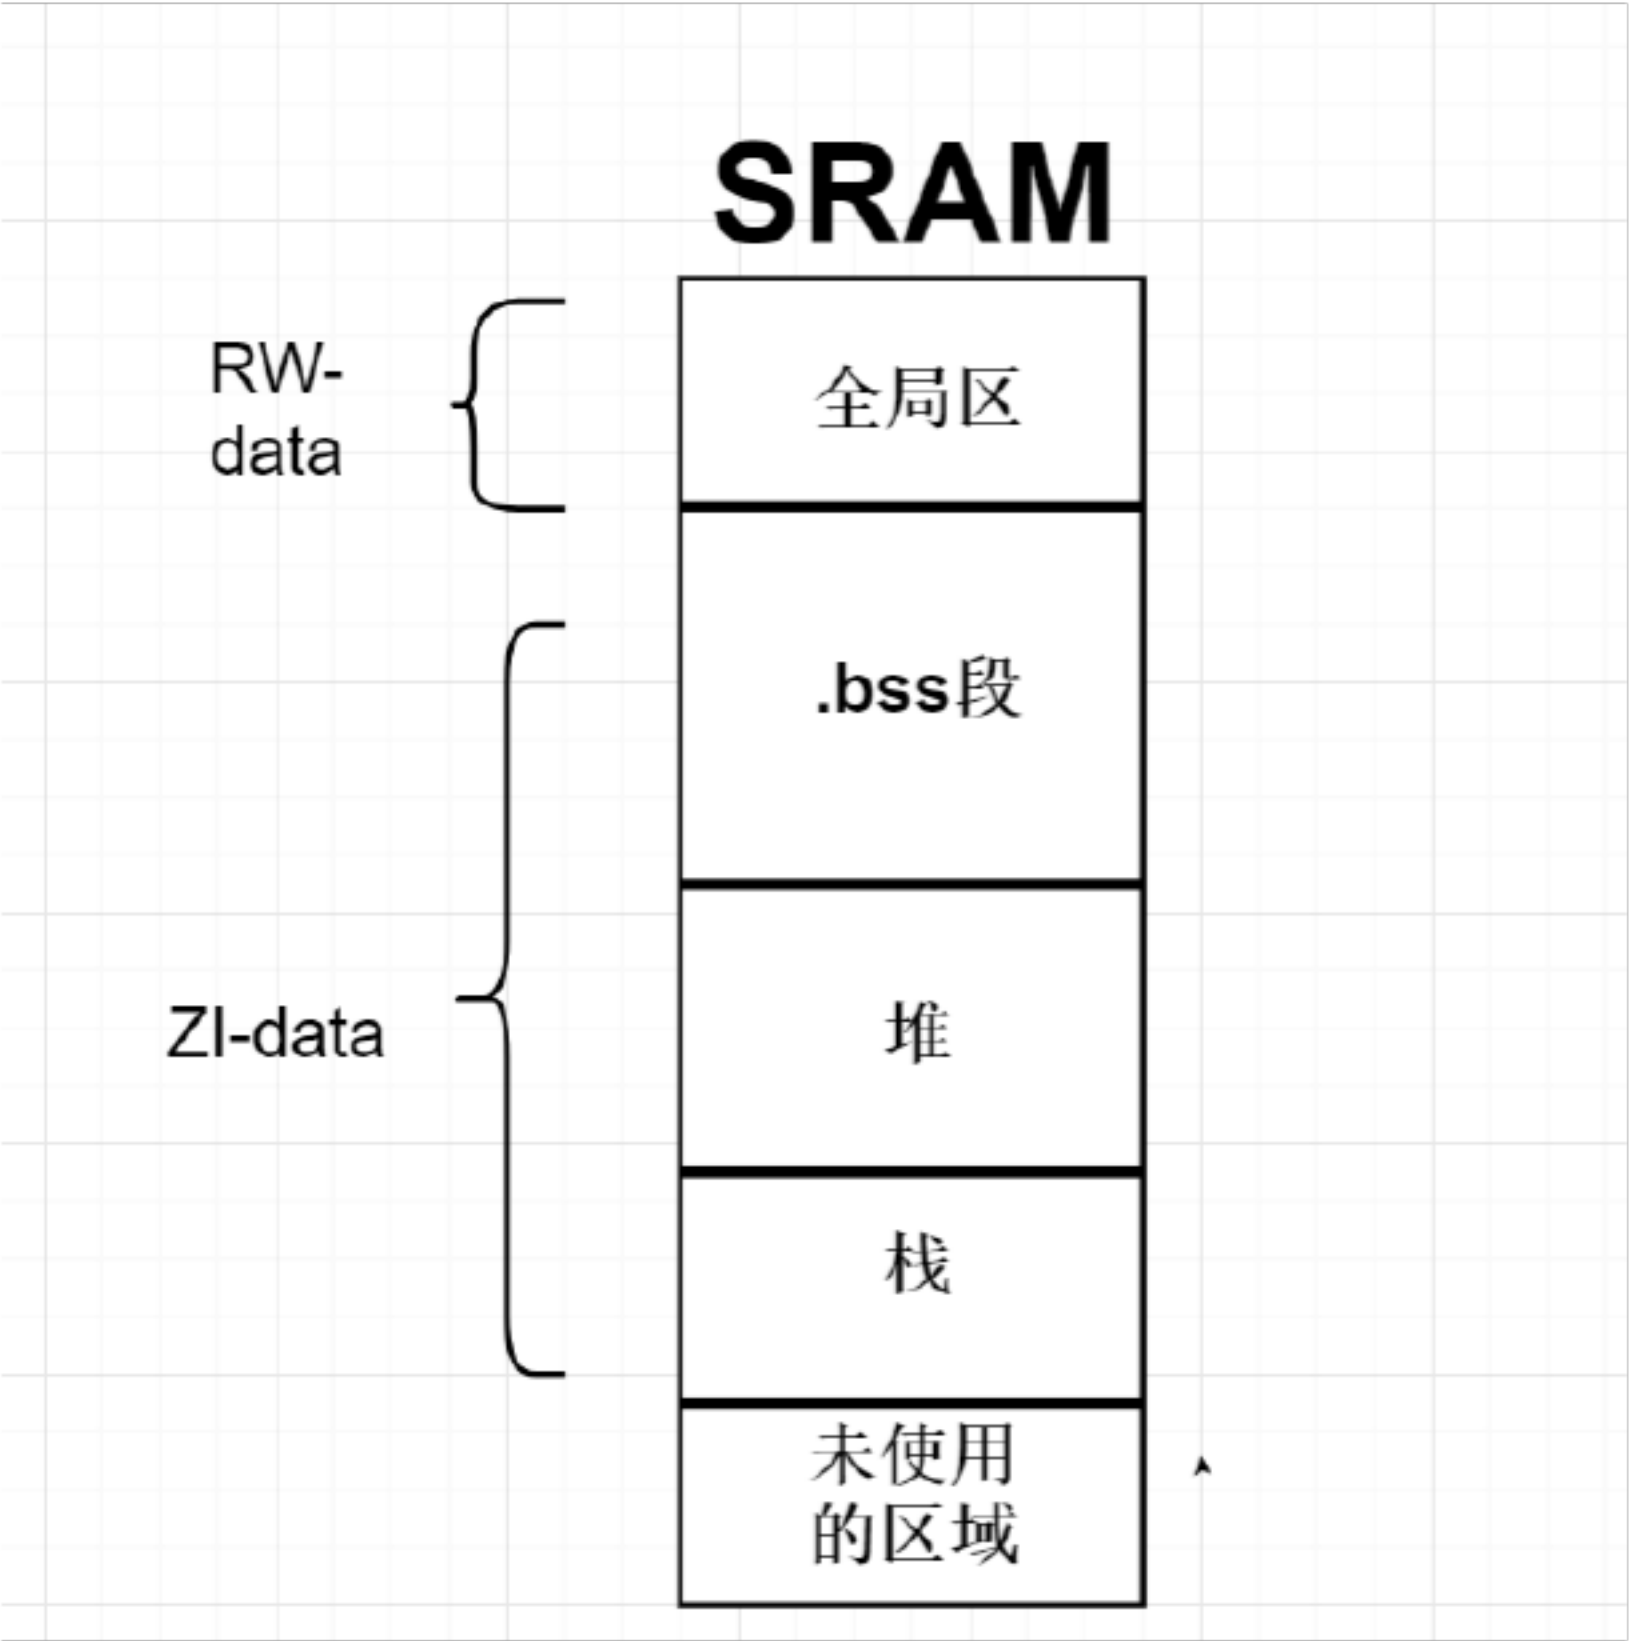 SRAM
RW-
data
全局区
.bss段
ZI-data
堆
栈
未使用
的区域